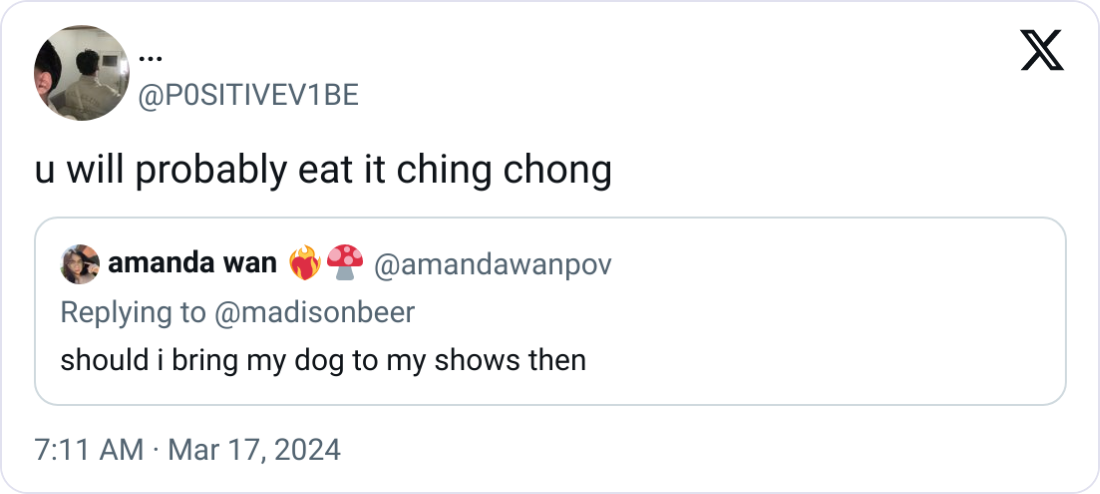 ...
@P0SITIVEV1BE
u will probably eat it ching chong
amanda wan ❤️‍🔥🍄 @amandawanpov
Replying to @madisonbeer
should i bring my dog to my shows then
7:11 AM · Mar 17, 2024